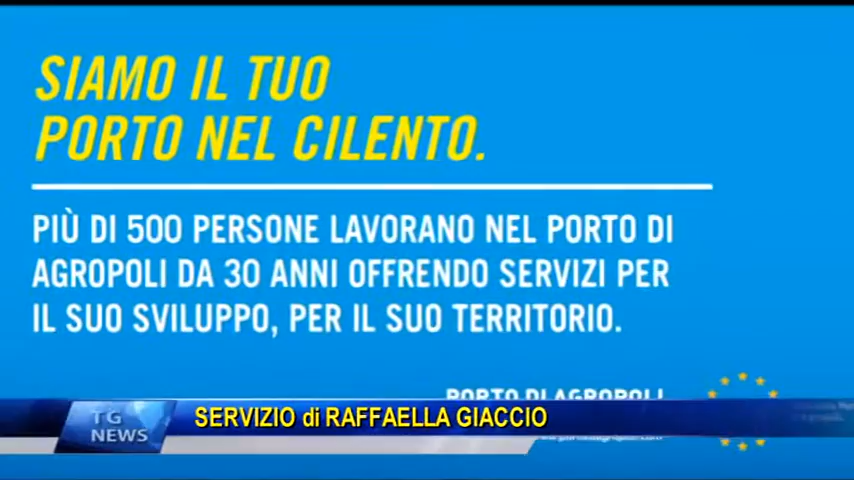 SIAMO IL TUO
PORTO NEL CILENTO.
PIÙ DI 500 PERSONE LAVORANO NEL PORTO DI
AGROPOLI DA 30 ANNI OFFRENDO SERVIZI PER
IL SUO SVILUPPO, PER IL SUO TERRITORIO.
PORTO DI AGROPOLI
TG
NEWS
SERVIZIO di RAFFAELLA GIACCIO